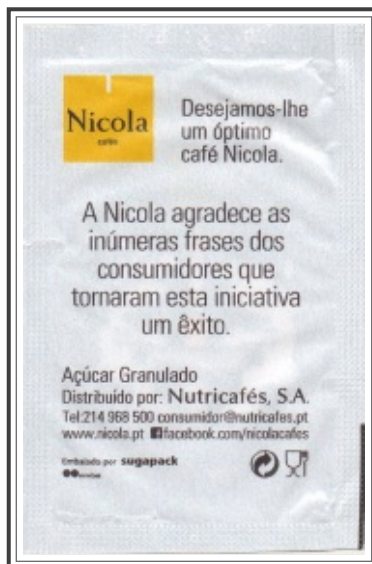 Nicola
cafés
Desejamos-lhe
um óptimo
café Nicola.
A Nicola agradece as
inúmeras frases dos
consumidores que
tornaram esta iniciativa
um êxito.
Açúcar Granulado
Distribuído por: Nutricafés, S.A.
Tel:214 968 500 consumidor@nutricafes.pt
www.nicola.pt facebook.com/nicolacafes
Embalado por sugapack